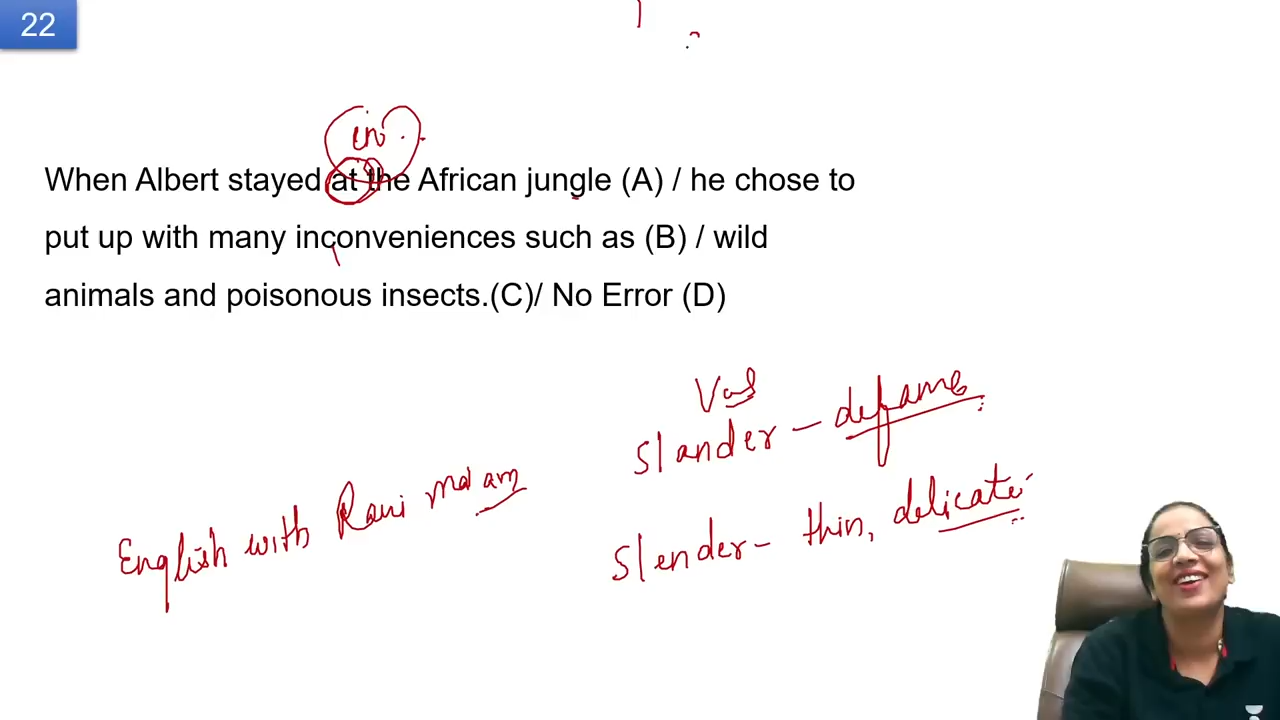 22
in
When Albert stayed at the African jungle (A) / he chose to
put up with many inconveniences such as (B) / wild
animals and poisonous insects.(C)/ No Error (D)
Slander - defame
English with Rani ma'am
Slender - thin, delicate